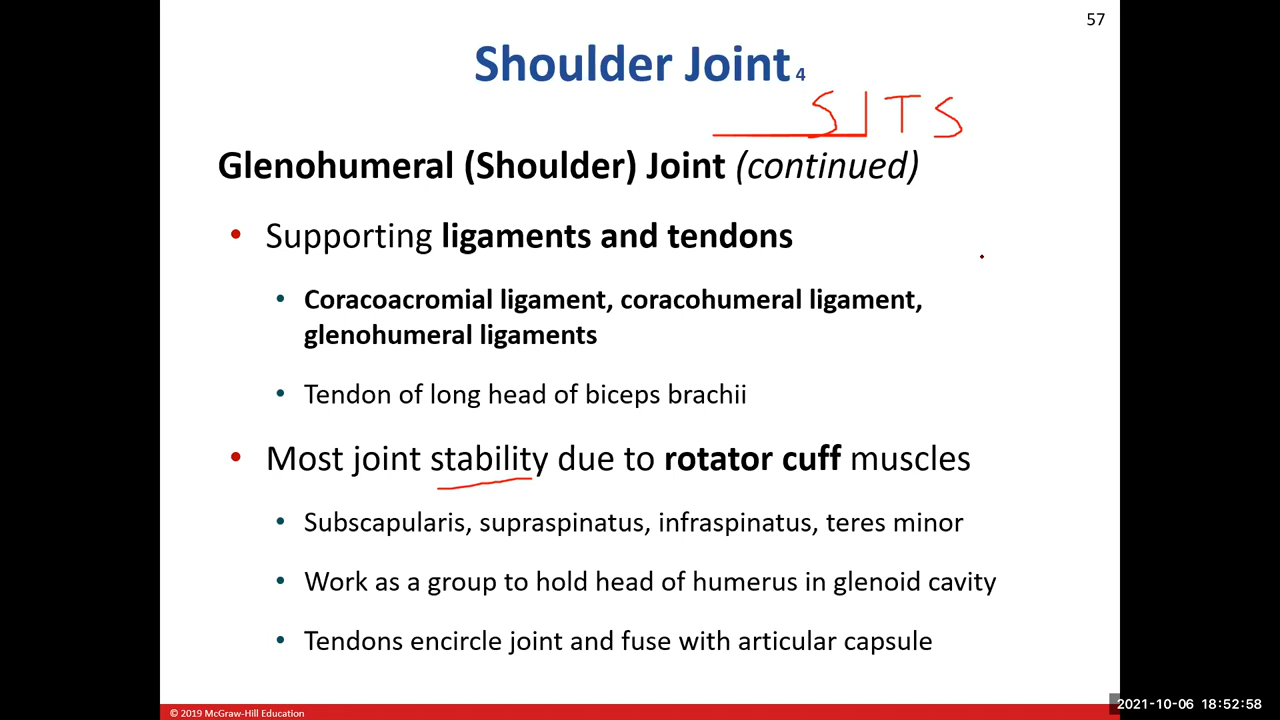 57
Shoulder Joint 4
SITS
Glenohumeral (Shoulder) Joint (continued)
• Supporting ligaments and tendons
• Coracoacromial ligament, coracohumeral ligament,
glenohumeral ligaments
• Tendon of long head of biceps brachii
• Most joint stability due to rotator cuff muscles
• Subscapularis, supraspinatus, infraspinatus, teres minor
• Work as a group to hold head of humerus in glenoid cavity
• Tendons encircle joint and fuse with articular capsule
© 2019 McGraw-Hill Education
2021-10-06 18:52:58